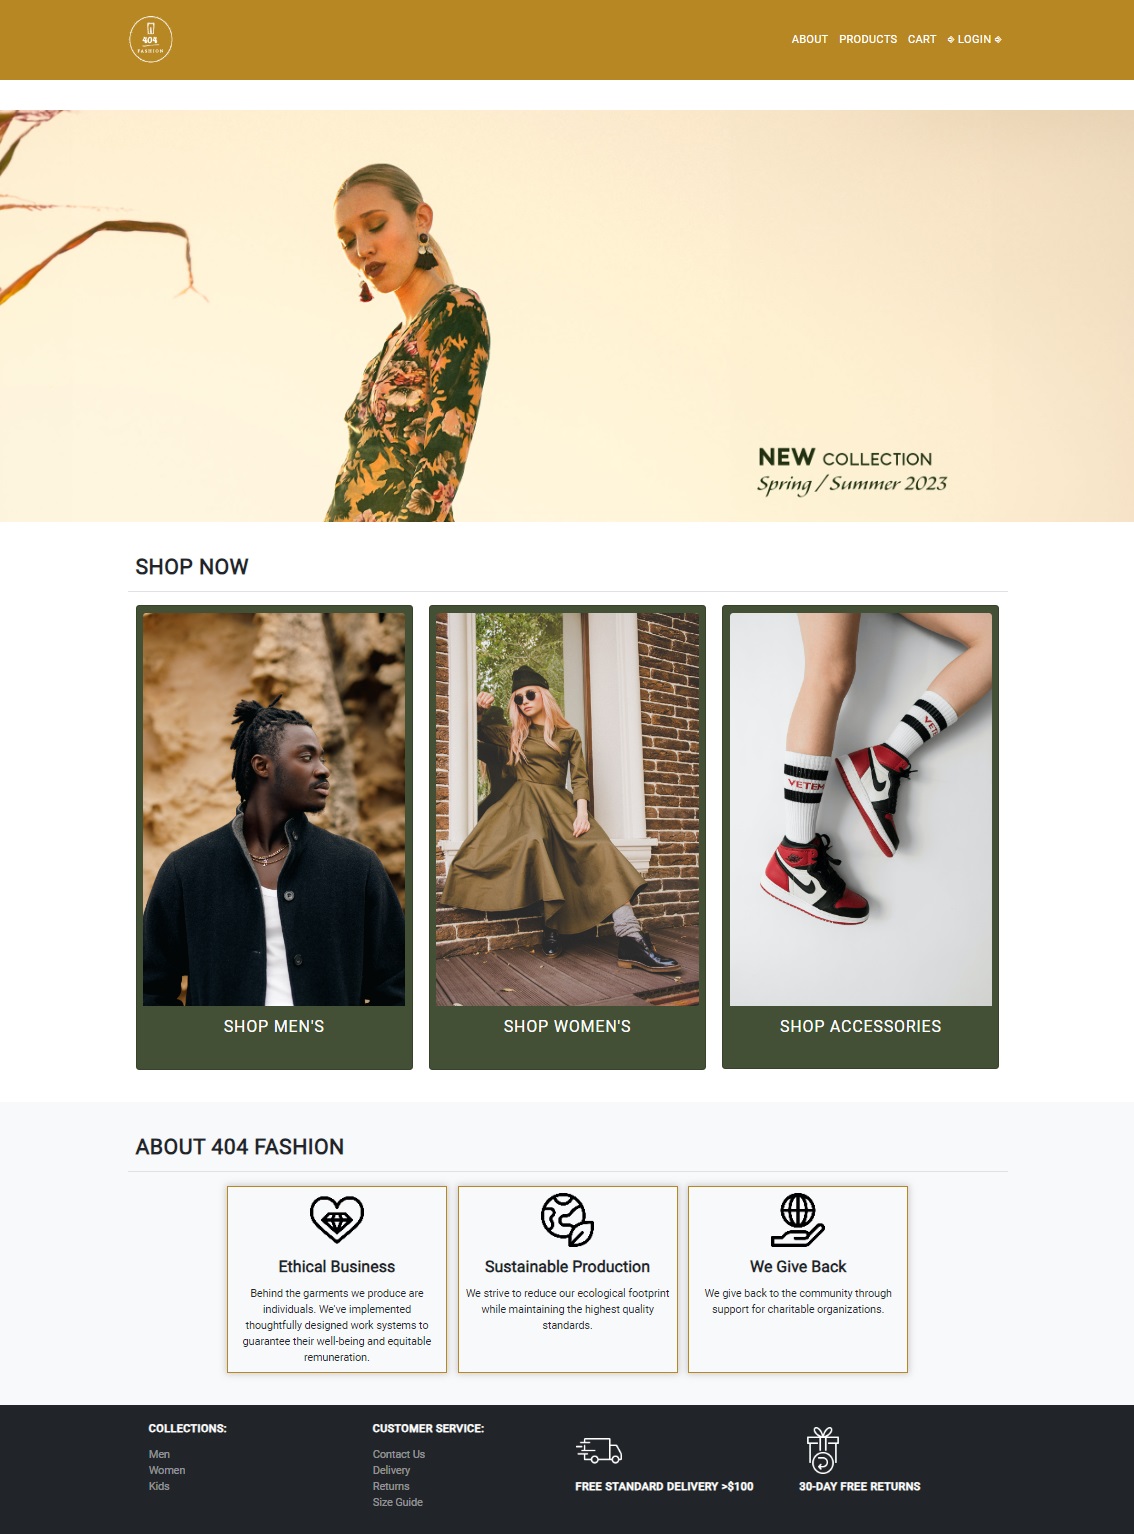 404
FASHION
ABOUT PRODUCTS CART LOGIN
NEW COLLECTION
Spring / Summer 2023
SHOP NOW
VETEM
SHOP MEN'S
SHOP WOMEN'S
SHOP ACCESSORIES
ABOUT 404 FASHION
Ethical Business
Behind the garments we produce are
individuals. We've implemented
thoughtfully designed work systems to
guarantee their well-being and equitable
remuneration.
Sustainable Production
We strive to reduce our ecological footprint
while maintaining the highest quality
standards.
We Give Back
We give back to the community through
support for charitable organizations.
COLLECTIONS:
Men
Women
Kids
CUSTOMER SERVICE:
Contact Us
Delivery
Returns
Size Guide
FREE STANDARD DELIVERY >$100
30-DAY FREE RETURNS